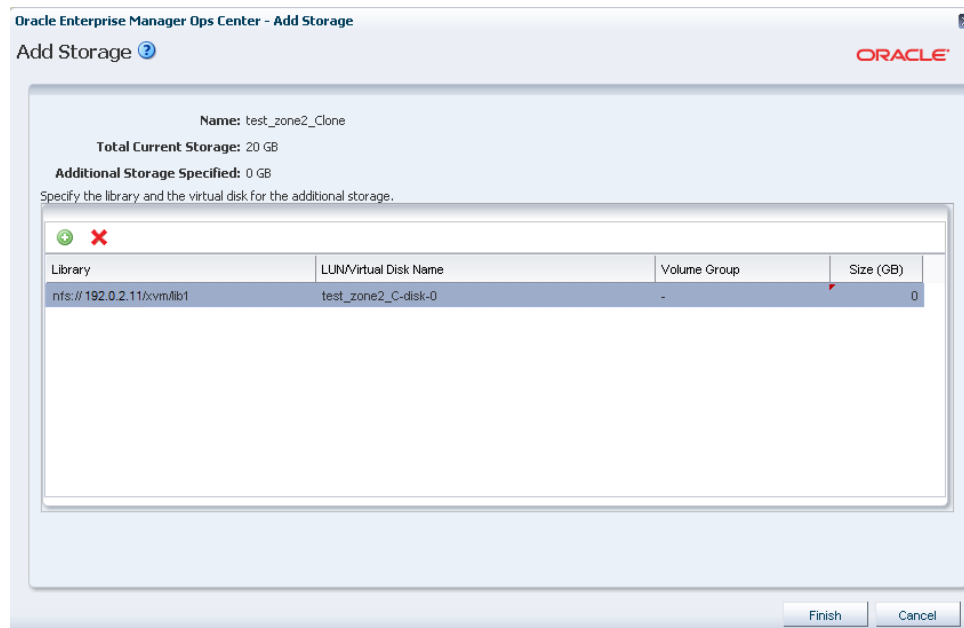 Oracle Enterprise Manager Ops Center - Add Storage
Add Storage ?
ORACLE
Name: test_zone2_Clone
Total Current Storage: 20 GB
Additional Storage Specified: 0 GB
Specify the library and the virtual disk for the additional storage.
Library LUN/Virtual Disk Name Volume Group Size (GB)
nfs://192.0.2.11/xvm/lib1 test_zone2_C-disk-0 - 0
Finish Cancel